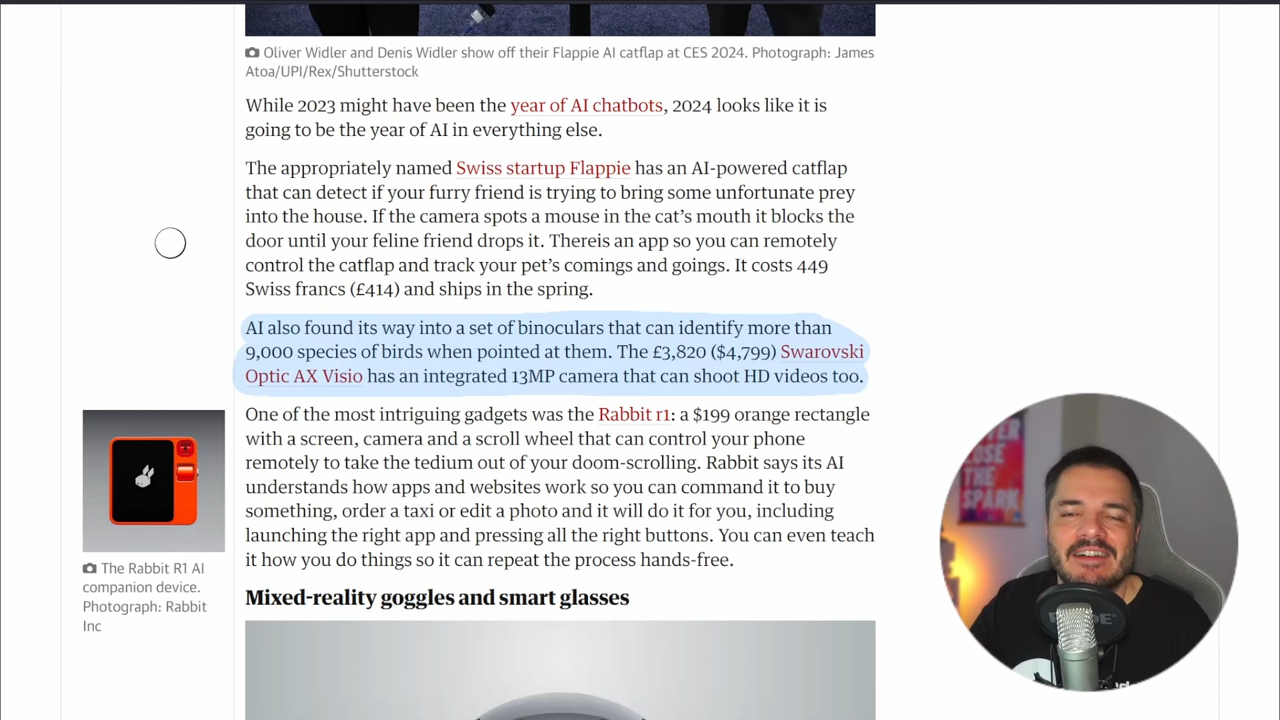 Oliver Widler and Denis Widler show off their Flappie AI catflap at CES 2024. Photograph: James
Atoa/UPI/Rex/Shutterstock
While 2023 might have been the year of AI chatbots, 2024 looks like it is
going to be the year of AI in everything else.
The appropriately named Swiss startup Flappie has an AI-powered catflap
that can detect if your furry friend is trying to bring some unfortunate prey
into the house. If the camera spots a mouse in the cat's mouth it blocks the
door until your feline friend drops it. Thereis an app so you can remotely
control the catflap and track your pet's comings and goings. It costs 449
Swiss francs (£414) and ships in the spring.
AI also found its way into a set of binoculars that can identify more than
9,000 species of birds when pointed at them. The £3,820 ($4,799) Swarovski
Optic AX Visio has an integrated 13MP camera that can shoot HD videos too.
One of the most intriguing gadgets was the Rabbit r1: a $199 orange rectangle
with a screen, camera and a scroll wheel that can control your phone
remotely to take the tedium out of your doom-scrolling. Rabbit says its AI
understands how apps and websites work so you can command it to buy
something, order a taxi or edit a photo and it will do it for you, including
launching the right app and pressing all the right buttons. You can even teach
it how you do things so it can repeat the process hands-free.
The Rabbit R1 AI
companion device.
Photograph: Rabbit
Inc
Mixed-reality goggles and smart glasses
LOSE
THE
SPARK